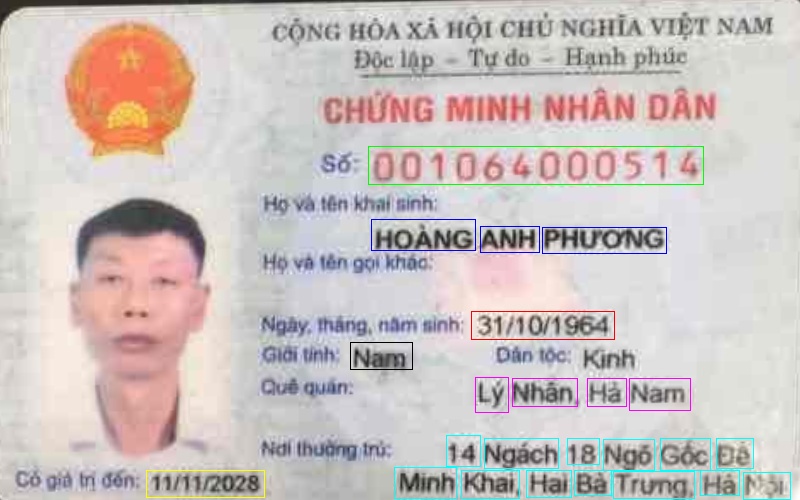 CỘNG HÒA XÃ HỘI CHỦ NGHĨA VIỆT NAM
Độc lập - Tự do - Hạnh phúc
CHỨNG MINH NHÂN DÂN
Số: 001064000514
Họ và tên khai sinh:
HOÀNG ANH PHƯƠNG
Họ và tên gọi khác:
Ngày, tháng, năm sinh: 31/10/1964
Giới tính: Nam Dân tộc: Kinh
Quê quán: Lý Nhân, Hà Nam
Nơi thường trú: 14 Ngách 18 Ngõ Gốc Đề
Có giá trị đến: 11/11/2028 Minh Khai, Hai Bà Trưng, Hà Nội.